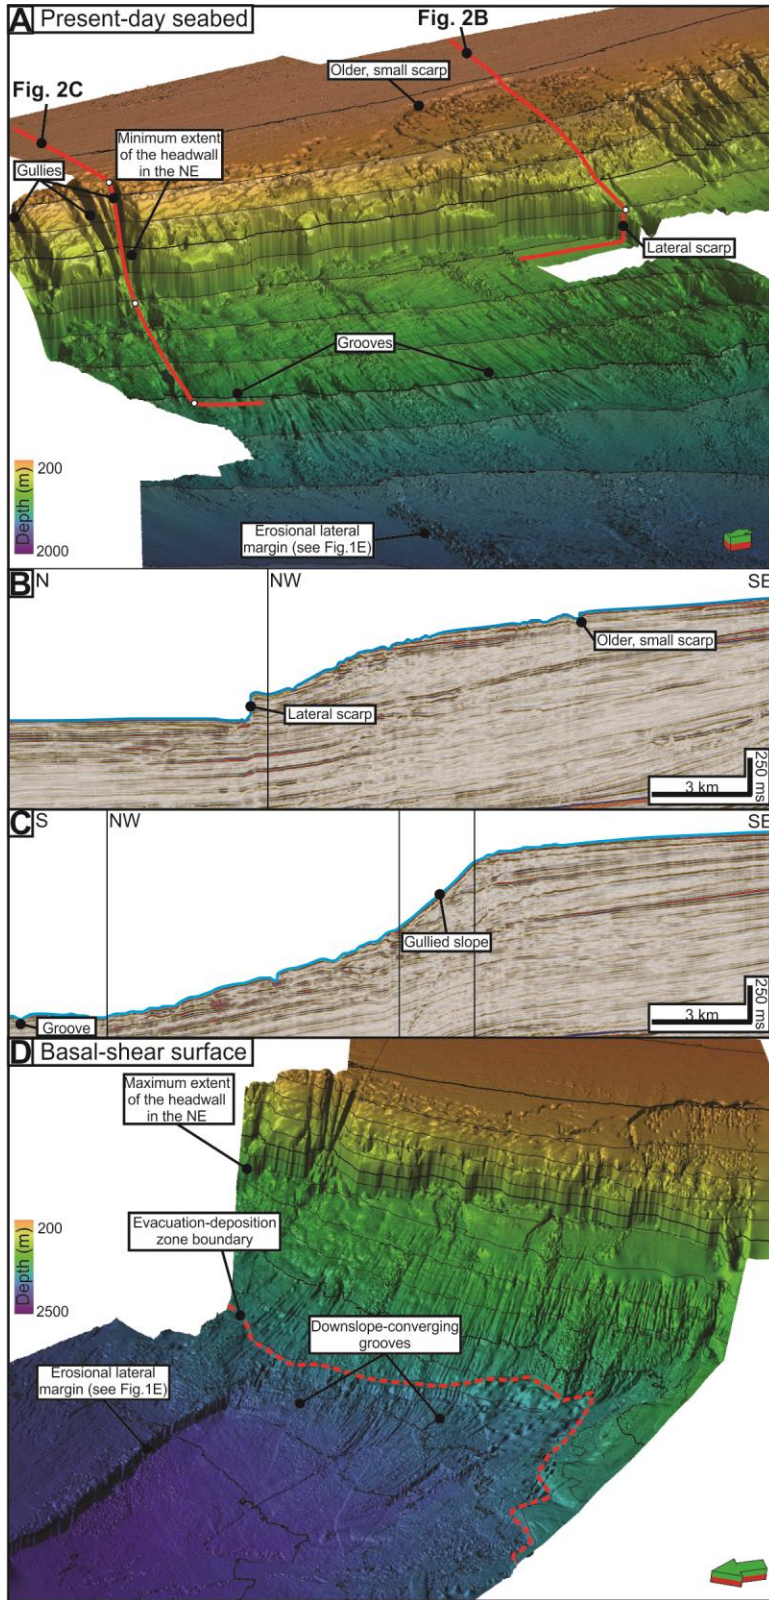 A Present-day seabed
Fig. 2B
Older, small scarp
Fig. 2C
Minimum extent
of the headwall
in the NE
Gullies
Lateral scarp
Grooves
200
Depth (m)
2000
Erosional lateral
margin (see Fig.1E)
B N
NW
SE
Older, small scarp
Lateral scarp
3 km
250 ms
C S
NW
SE
Gullied slope
Groove
3 km
250 ms
D Basal-shear surface
Maximum extent
of the headwall
in the NE
Evacuation-deposition
zone boundary
200
Depth (m)
2500
Downslope-converging
grooves
Erosional lateral
margin (see Fig.1E)